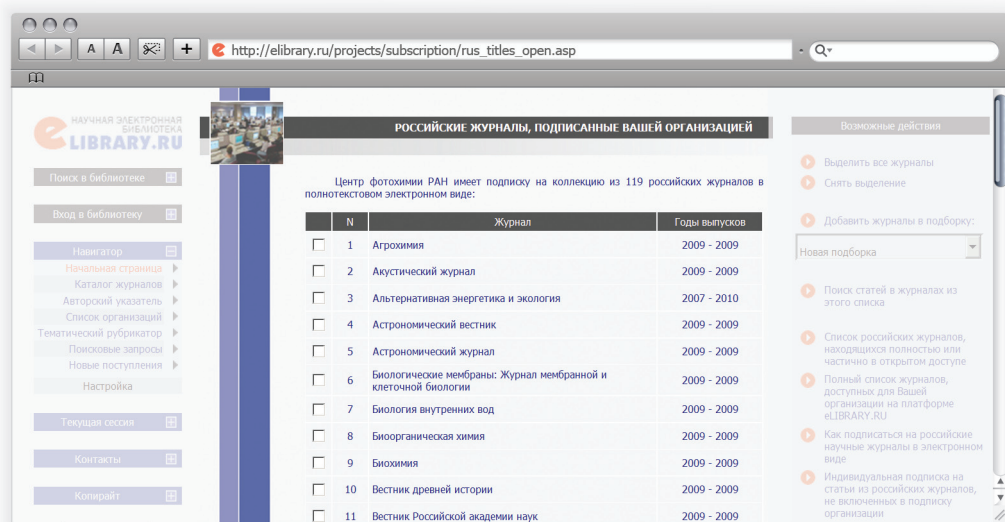 A A
http://elibrary.ru/projects/subscription/rus_titles_open.asp
НАУЧНАЯ ЭЛЕКТРОННАЯ
БИБЛИОТЕКА
eLIBRARY.RU
Поиск в библиотеке
Вход в библиотеку
Навигатор
Начальная страница
Каталог журналов
Авторский указатель
Список организаций
Тематический рубрикатор
Поисковые запросы
Новые поступления
Настройка
Текущая сессия
Контакты
Копирайт
РОССИЙСКИЕ ЖУРНАЛЫ, ПОДПИСАННЫЕ ВАШЕЙ ОРГАНИЗАЦИЕЙ
Центр фотохимии РАН имеет подписку на коллекцию из 119 российских журналов в
полнотекстовом электронном виде:
N Журнал Годы выпусков
1 Агрохимия 2009 - 2009
2 Акустический журнал 2009 - 2009
3 Альтернативная энергетика и экология 2007 - 2010
4 Астрономический вестник 2009 - 2009
5 Астрономический журнал 2009 - 2009
6 Биологические мембраны: Журнал мембранной и
клеточной биологии 2009 - 2009
7 Биология внутренних вод 2009 - 2009
8 Биоорганическая химия 2009 - 2009
9 Биохимия 2009 - 2009
10 Вестник древней истории 2009 - 2009
11 Вестник Российской академии наук 2009 - 2009
Возможные действия
Выделить все журналы
Снять выделение
Добавить журналы в подборку:
Новая подборка
Поиск статей в журналах из
этого списка
Список российских журналов,
находящихся полностью или
частично в открытом доступе
Полный список журналов,
доступных для Вашей
организации на платформе
eLIBRARY.RU
Как подписаться на российские
научные журналы в электронном
виде
Индивидуальная подписка на
статьи из российских журналов,
не включенных в подписку
организации